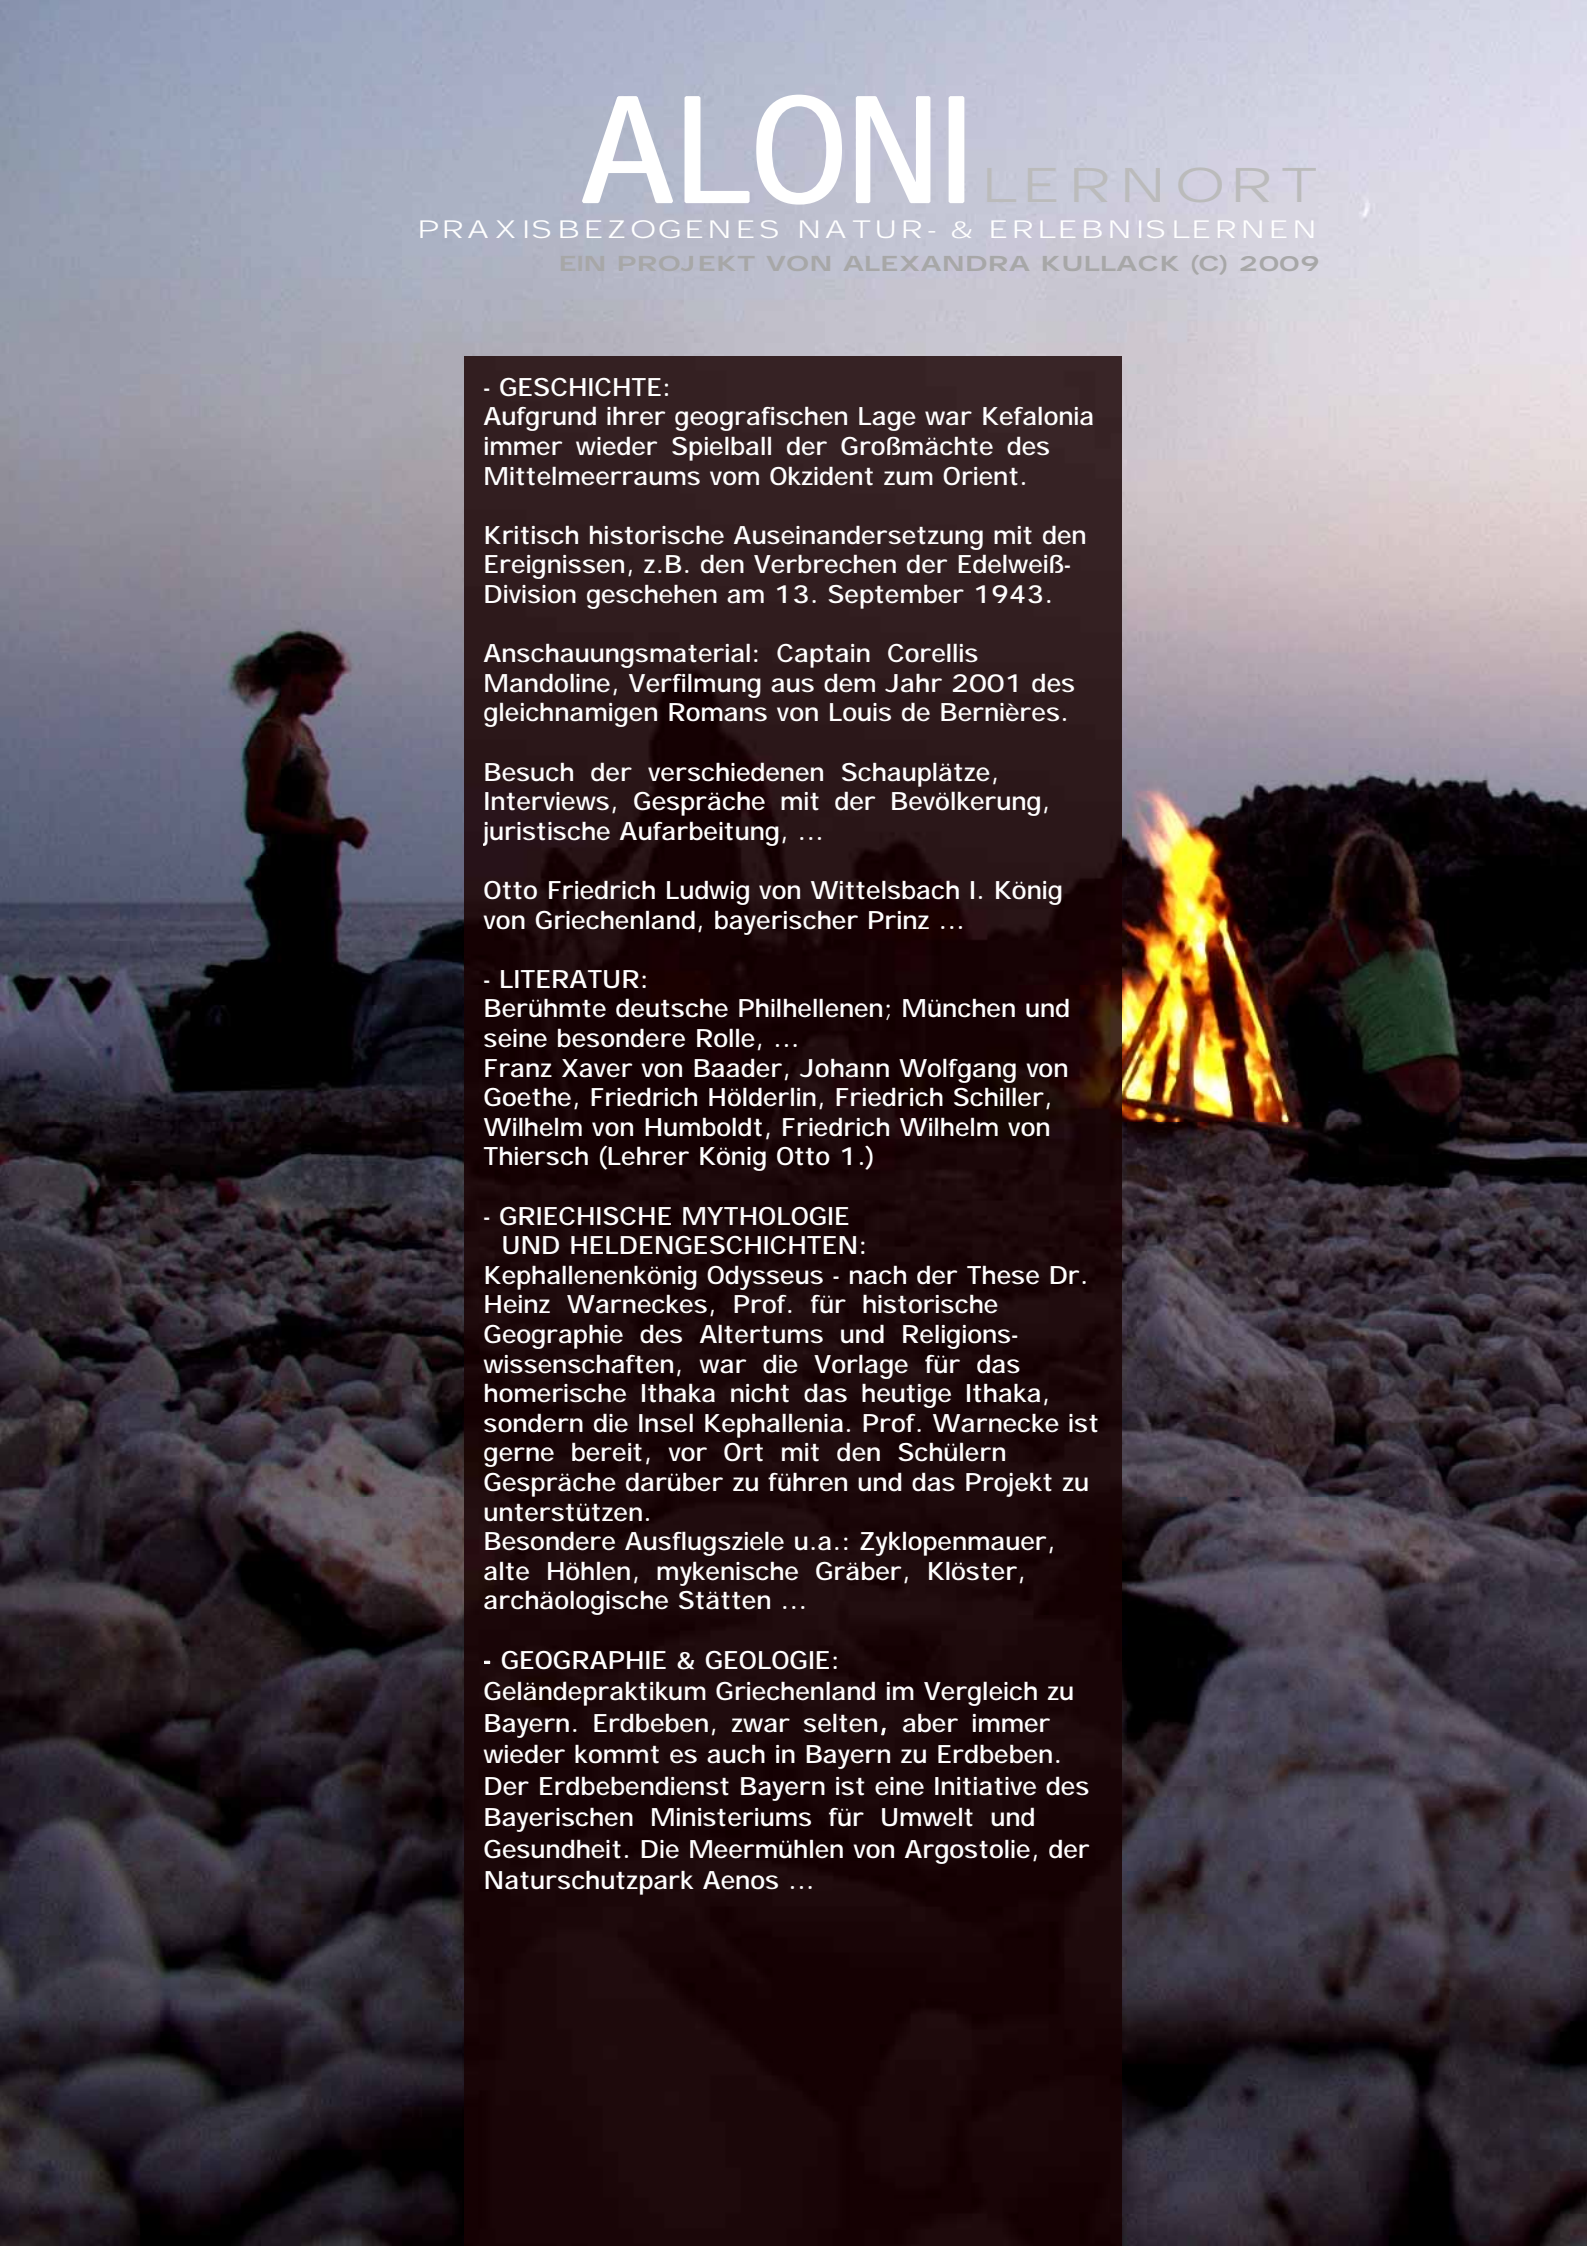 ALONI LERNORT
PRAXISBEZOGENES NATUR- & ERLEBNISLERNEN
EIN PROJEKT VON ALEXANDRA KULLACK (C) 2009
- GESCHICHTE:
Aufgrund ihrer geografischen Lage war Kefalonia
immer wieder Spielball der Großmächte des
Mittelmeerraums vom Okzident zum Orient.
Kritisch historische Auseinandersetzung mit den
Ereignissen, z.B. den Verbrechen der Edelweiß-
Division geschehen am 13. September 1943.
Anschauungsmaterial: Captain Corellis
Mandoline, Verfilmung aus dem Jahr 2001 des
gleichnamigen Romans von Louis de Bernières.
Besuch der verschiedenen Schauplätze,
Interviews, Gespräche mit der Bevölkerung,
juristische Aufarbeitung, ...
Otto Friedrich Ludwig von Wittelsbach I. König
von Griechenland, bayerischer Prinz ...
- LITERATUR:
Berühmte deutsche Philhellenen; München und
seine besondere Rolle, ...
Franz Xaver von Baader, Johann Wolfgang von
Goethe, Friedrich Hölderlin, Friedrich Schiller,
Wilhelm von Humboldt, Friedrich Wilhelm von
Thiersch (Lehrer König Otto 1.)
- GRIECHISCHE MYTHOLOGIE
UND HELDENGESCHICHTEN:
Kephallenenkönig Odysseus - nach der These Dr.
Heinz Warneckes, Prof. für historische
Geographie des Altertums und Religions-
wissenschaften, war die Vorlage für das
homerische Ithaka nicht das heutige Ithaka,
sondern die Insel Kephallenia. Prof. Warnecke ist
gerne bereit, vor Ort mit den Schülern
Gespräche darüber zu führen und das Projekt zu
unterstützen.
Besondere Ausflugsziele u.a.: Zyklopenmauer,
alte Höhlen, mykenische Gräber, Klöster,
archäologische Stätten ...
- GEOGRAPHIE & GEOLOGIE:
Geländepraktikum Griechenland im Vergleich zu
Bayern. Erdbeben, zwar selten, aber immer
wieder kommt es auch in Bayern zu Erdbeben.
Der Erdbebendienst Bayern ist eine Initiative des
Bayerischen Ministeriums für Umwelt und
Gesundheit. Die Meermühlen von Argostolie, der
Naturschutzpark Aenos ...